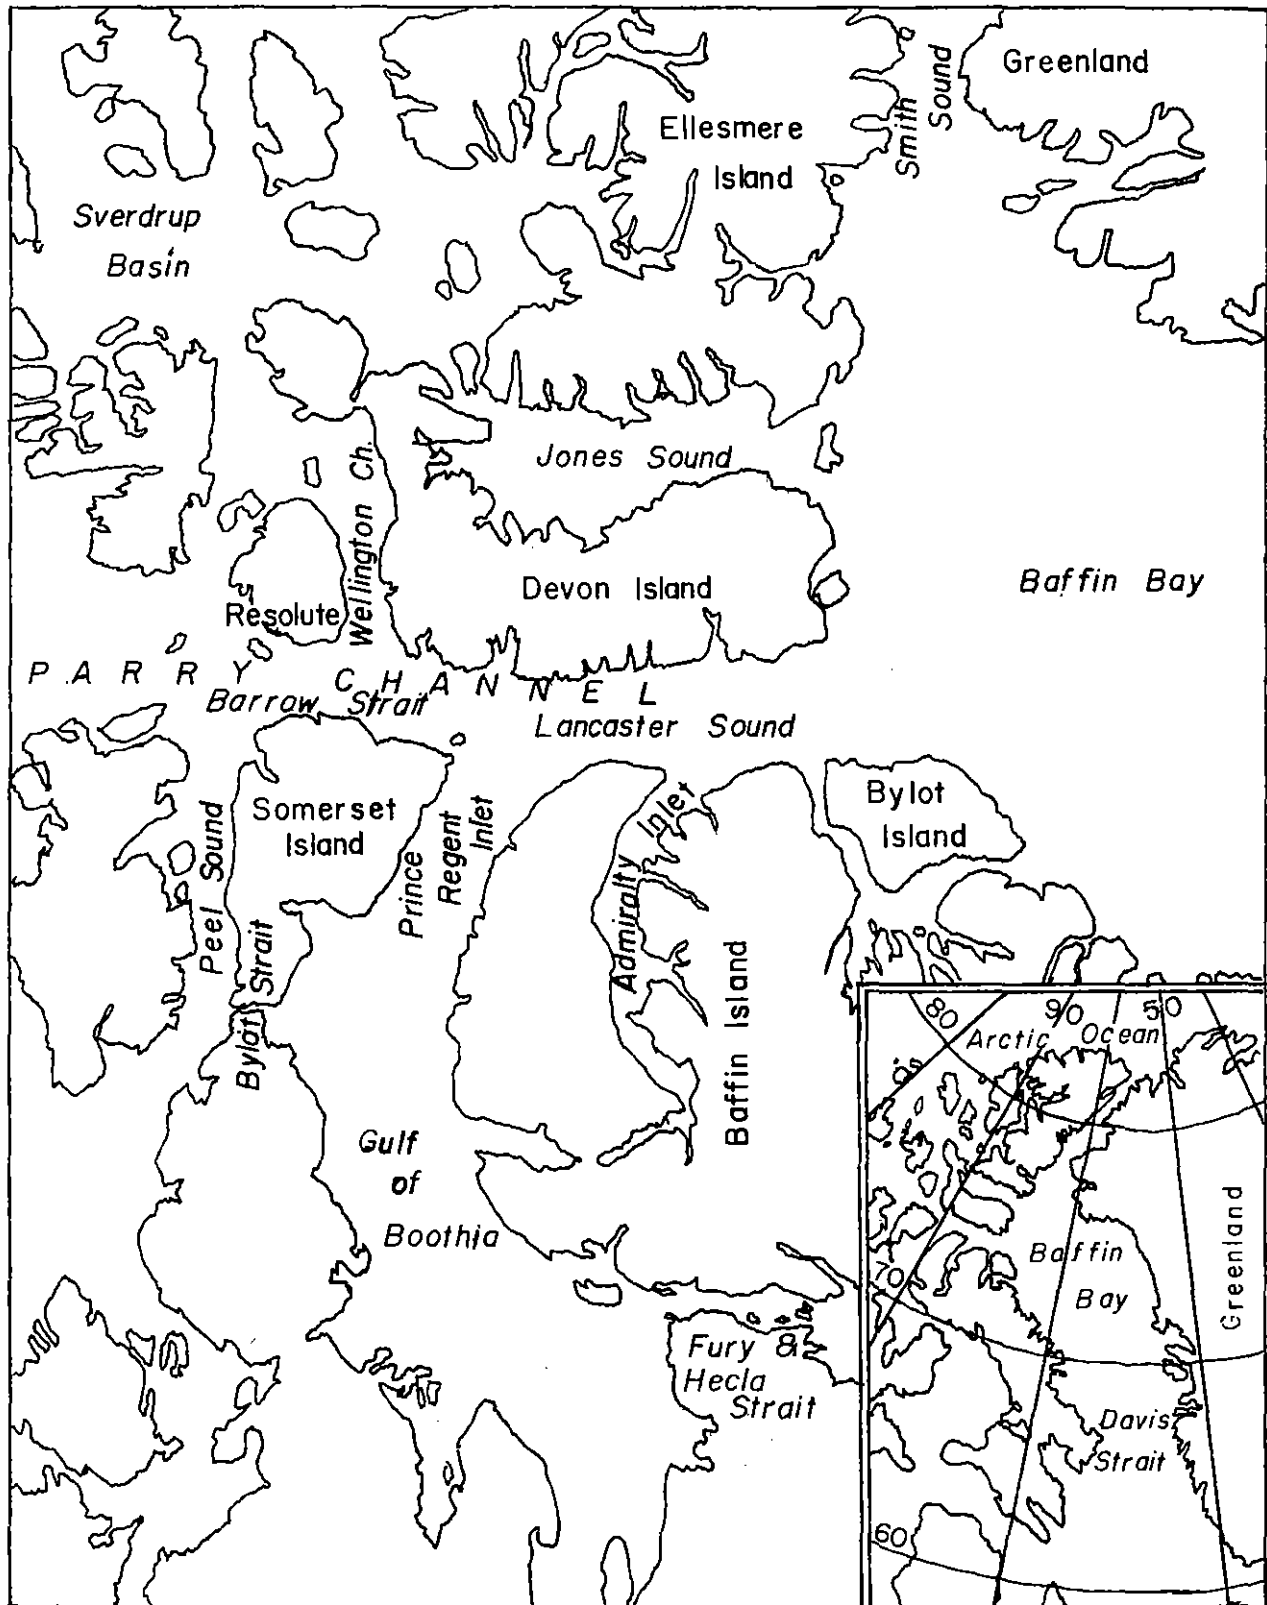 Greenland
Smith
Sound
Ellesmere
Island
Sverdrup
Basin
Jones Sound
Wellington Ch.
Devon Island
Baffin Bay
Resolute
PARRY CHANNEL
Barrow Strait
Lancaster Sound
Somerset
Island
Peel Sound
Prince
Regent
Inlet
Admiralty Inlet
Bylot
Island
Baffin Island
Bylot Strait
Gulf
of
Boothia
Fury &
Hecla
Strait
80
90
50
Arctic Ocean
70
Baffin
Bay
Greenland
Davis
Strait
60